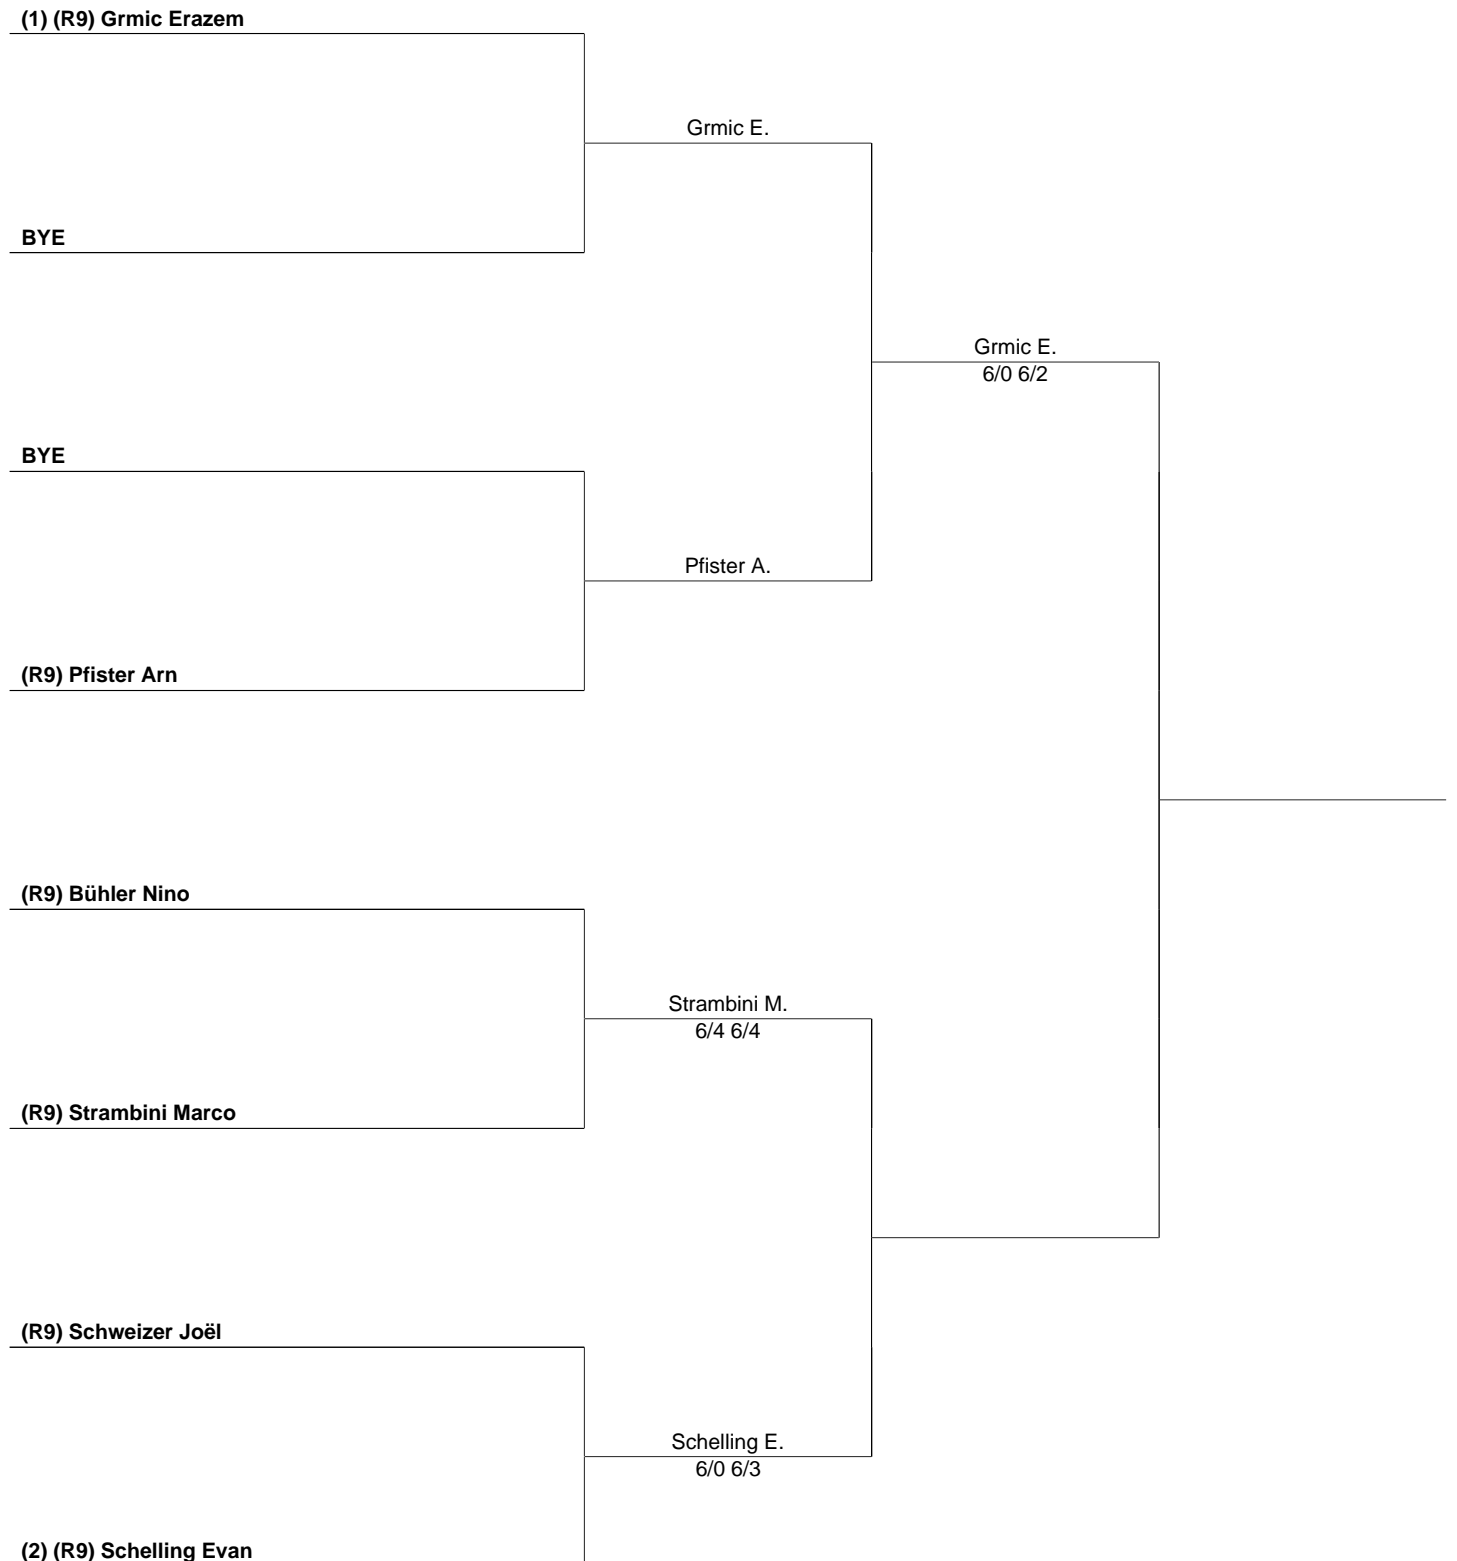 (1) (R9) Grmic Erazem
Grmic E.
BYE
Grmic E.
6/0 6/2
BYE
Pfister A.
(R9) Pfister Arn
(R9) Bühler Nino
Strambini M.
6/4 6/4
(R9) Strambini Marco
(R9) Schweizer Joël
Schelling E.
6/0 6/3
(2) (R9) Schelling Evan